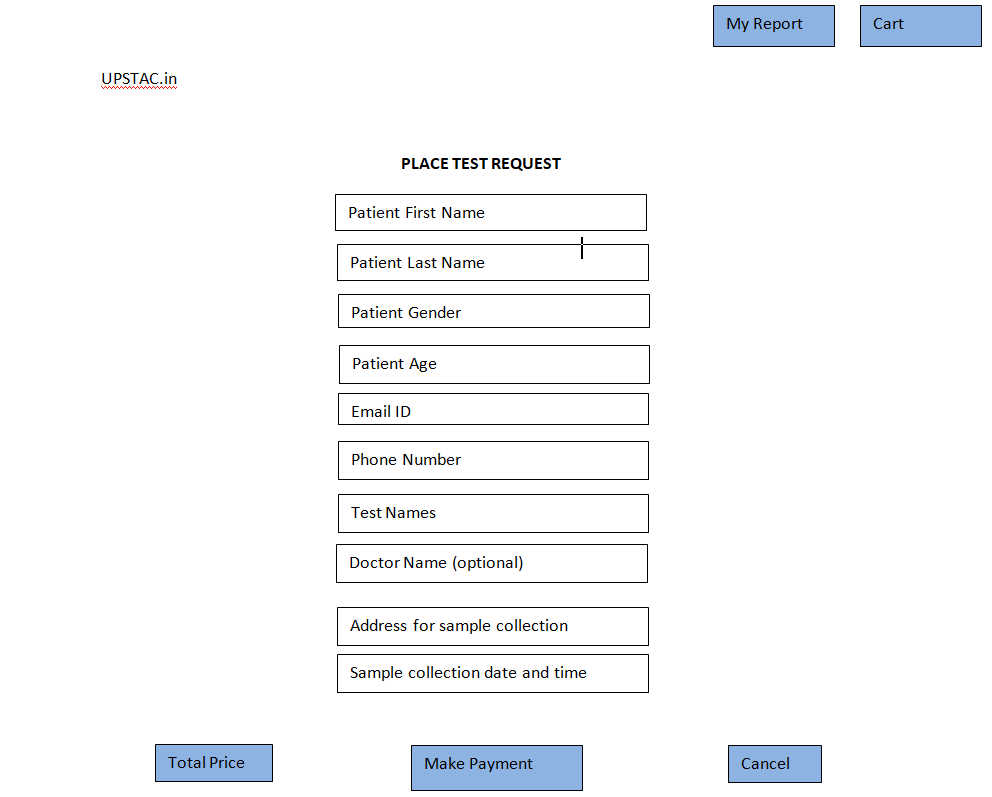 My Report
Cart
UPSTAC.in
PLACE TEST REQUEST
Patient First Name
Patient Last Name
Patient Gender
Patient Age
Email ID
Phone Number
Test Names
Doctor Name (optional)
Address for sample collection
Sample collection date and time
Total Price
Make Payment
Cancel